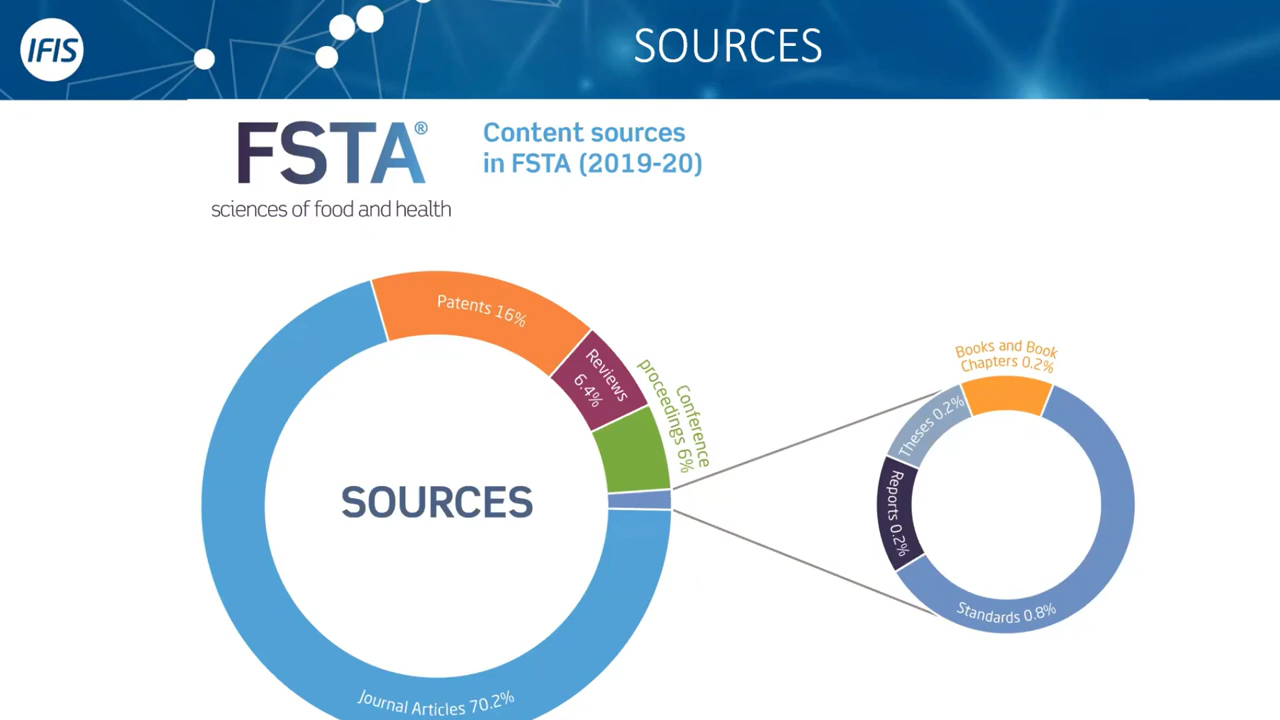 IFIS
SOURCES
FSTA®
sciences of food and health
Content sources
in FSTA (2019-20)
Patents 16%
Reviews
6.4%
Conference
proceedings 6%
SOURCES
Journal Articles 70.2%
Books and Book
Chapters 0.2%
Theses 0.2%
Reports 0.2%
Standards 0.8%